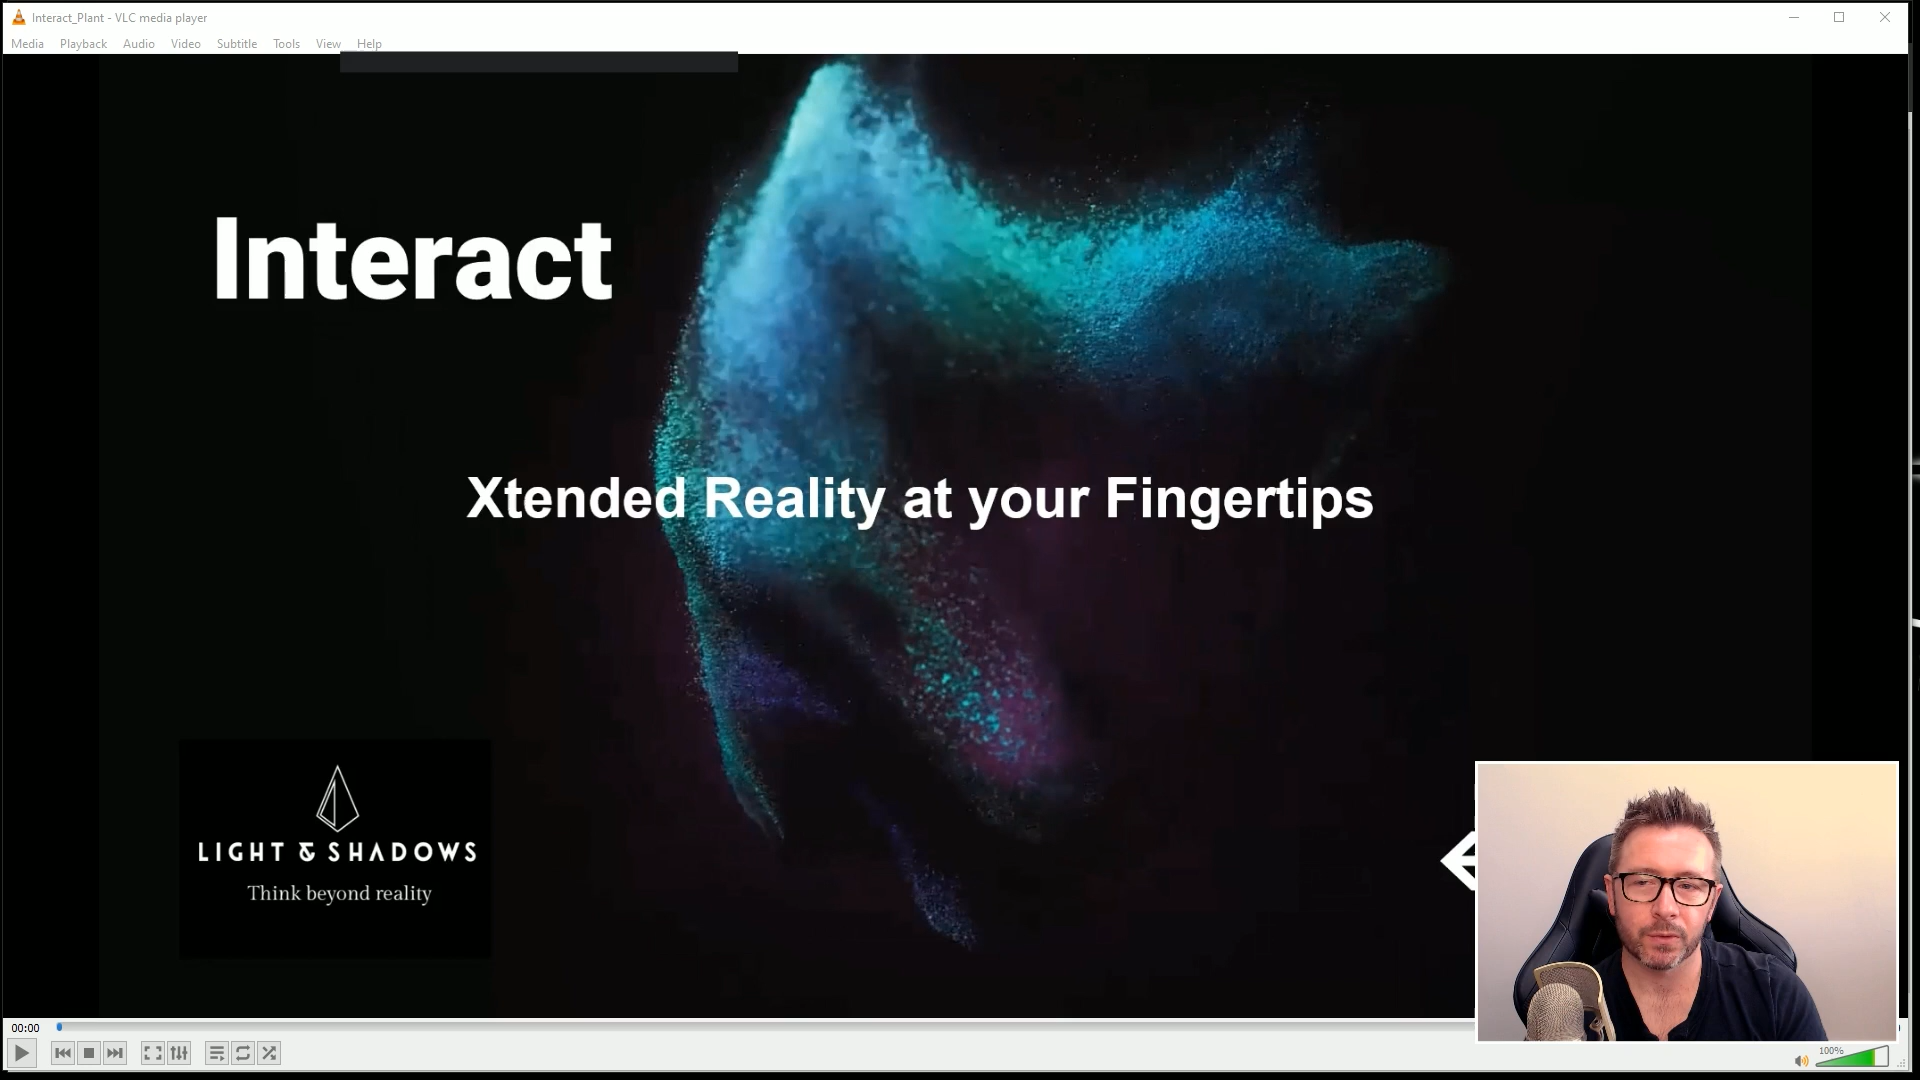 Interact_Plant - VLC media player
Media Playback Audio Video Subtitle Tools View Help
Interact
Xtended Reality at your Fingertips
LIGHT & SHADOWS
Think beyond reality
00:00
100%